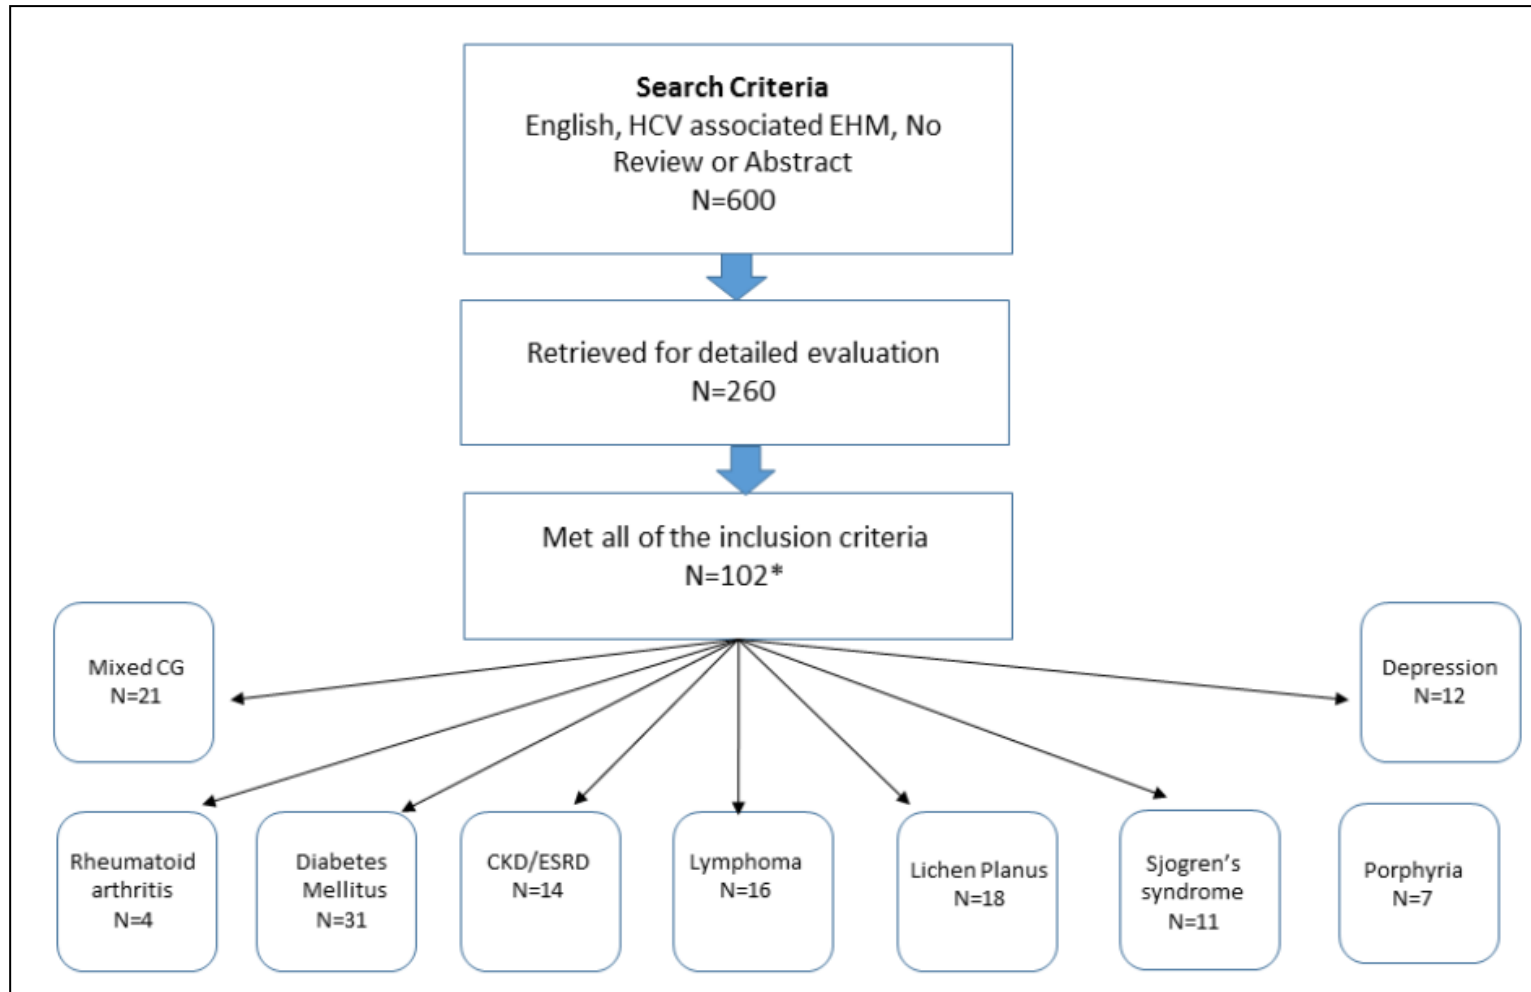 Search Criteria
English, HCV associated EHM, No
Review or Abstract
N=600
Retrieved for detailed evaluation
N=260
Met all of the inclusion criteria
N=102*
Mixed CG
N=21
Depression
N=12
Rheumatoid
arthritis
N=4
Diabetes
Mellitus
N=31
CKD/ESRD
N=14
Lymphoma
N=16
Lichen Planus
N=18
Sjogren’s
syndrome
N=11
Porphyria
N=7